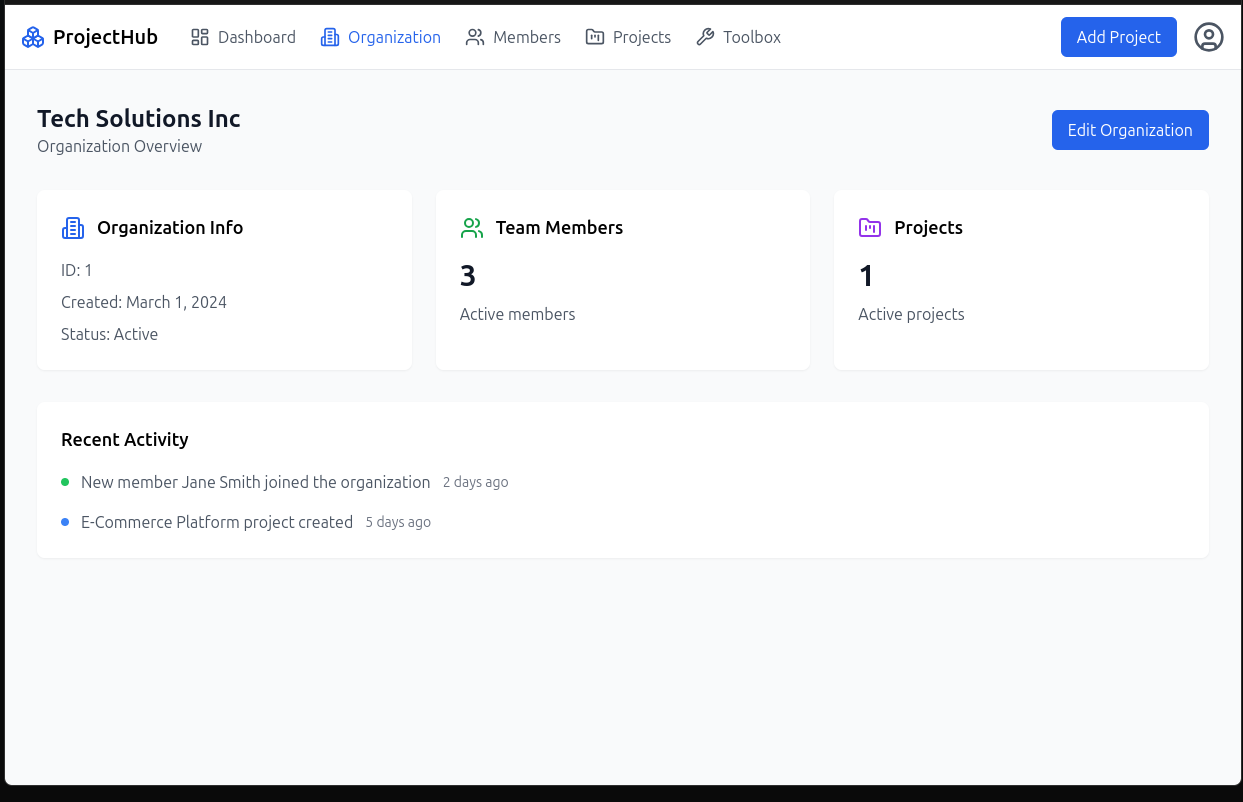 ProjectHub
Dashboard
Organization
Members
Projects
Toolbox
Add Project
Tech Solutions Inc
Organization Overview
Edit Organization
Organization Info
ID: 1
Created: March 1, 2024
Status: Active
Team Members
3
Active members
Projects
1
Active projects
Recent Activity
New member Jane Smith joined the organization 2 days ago
E-Commerce Platform project created 5 days ago